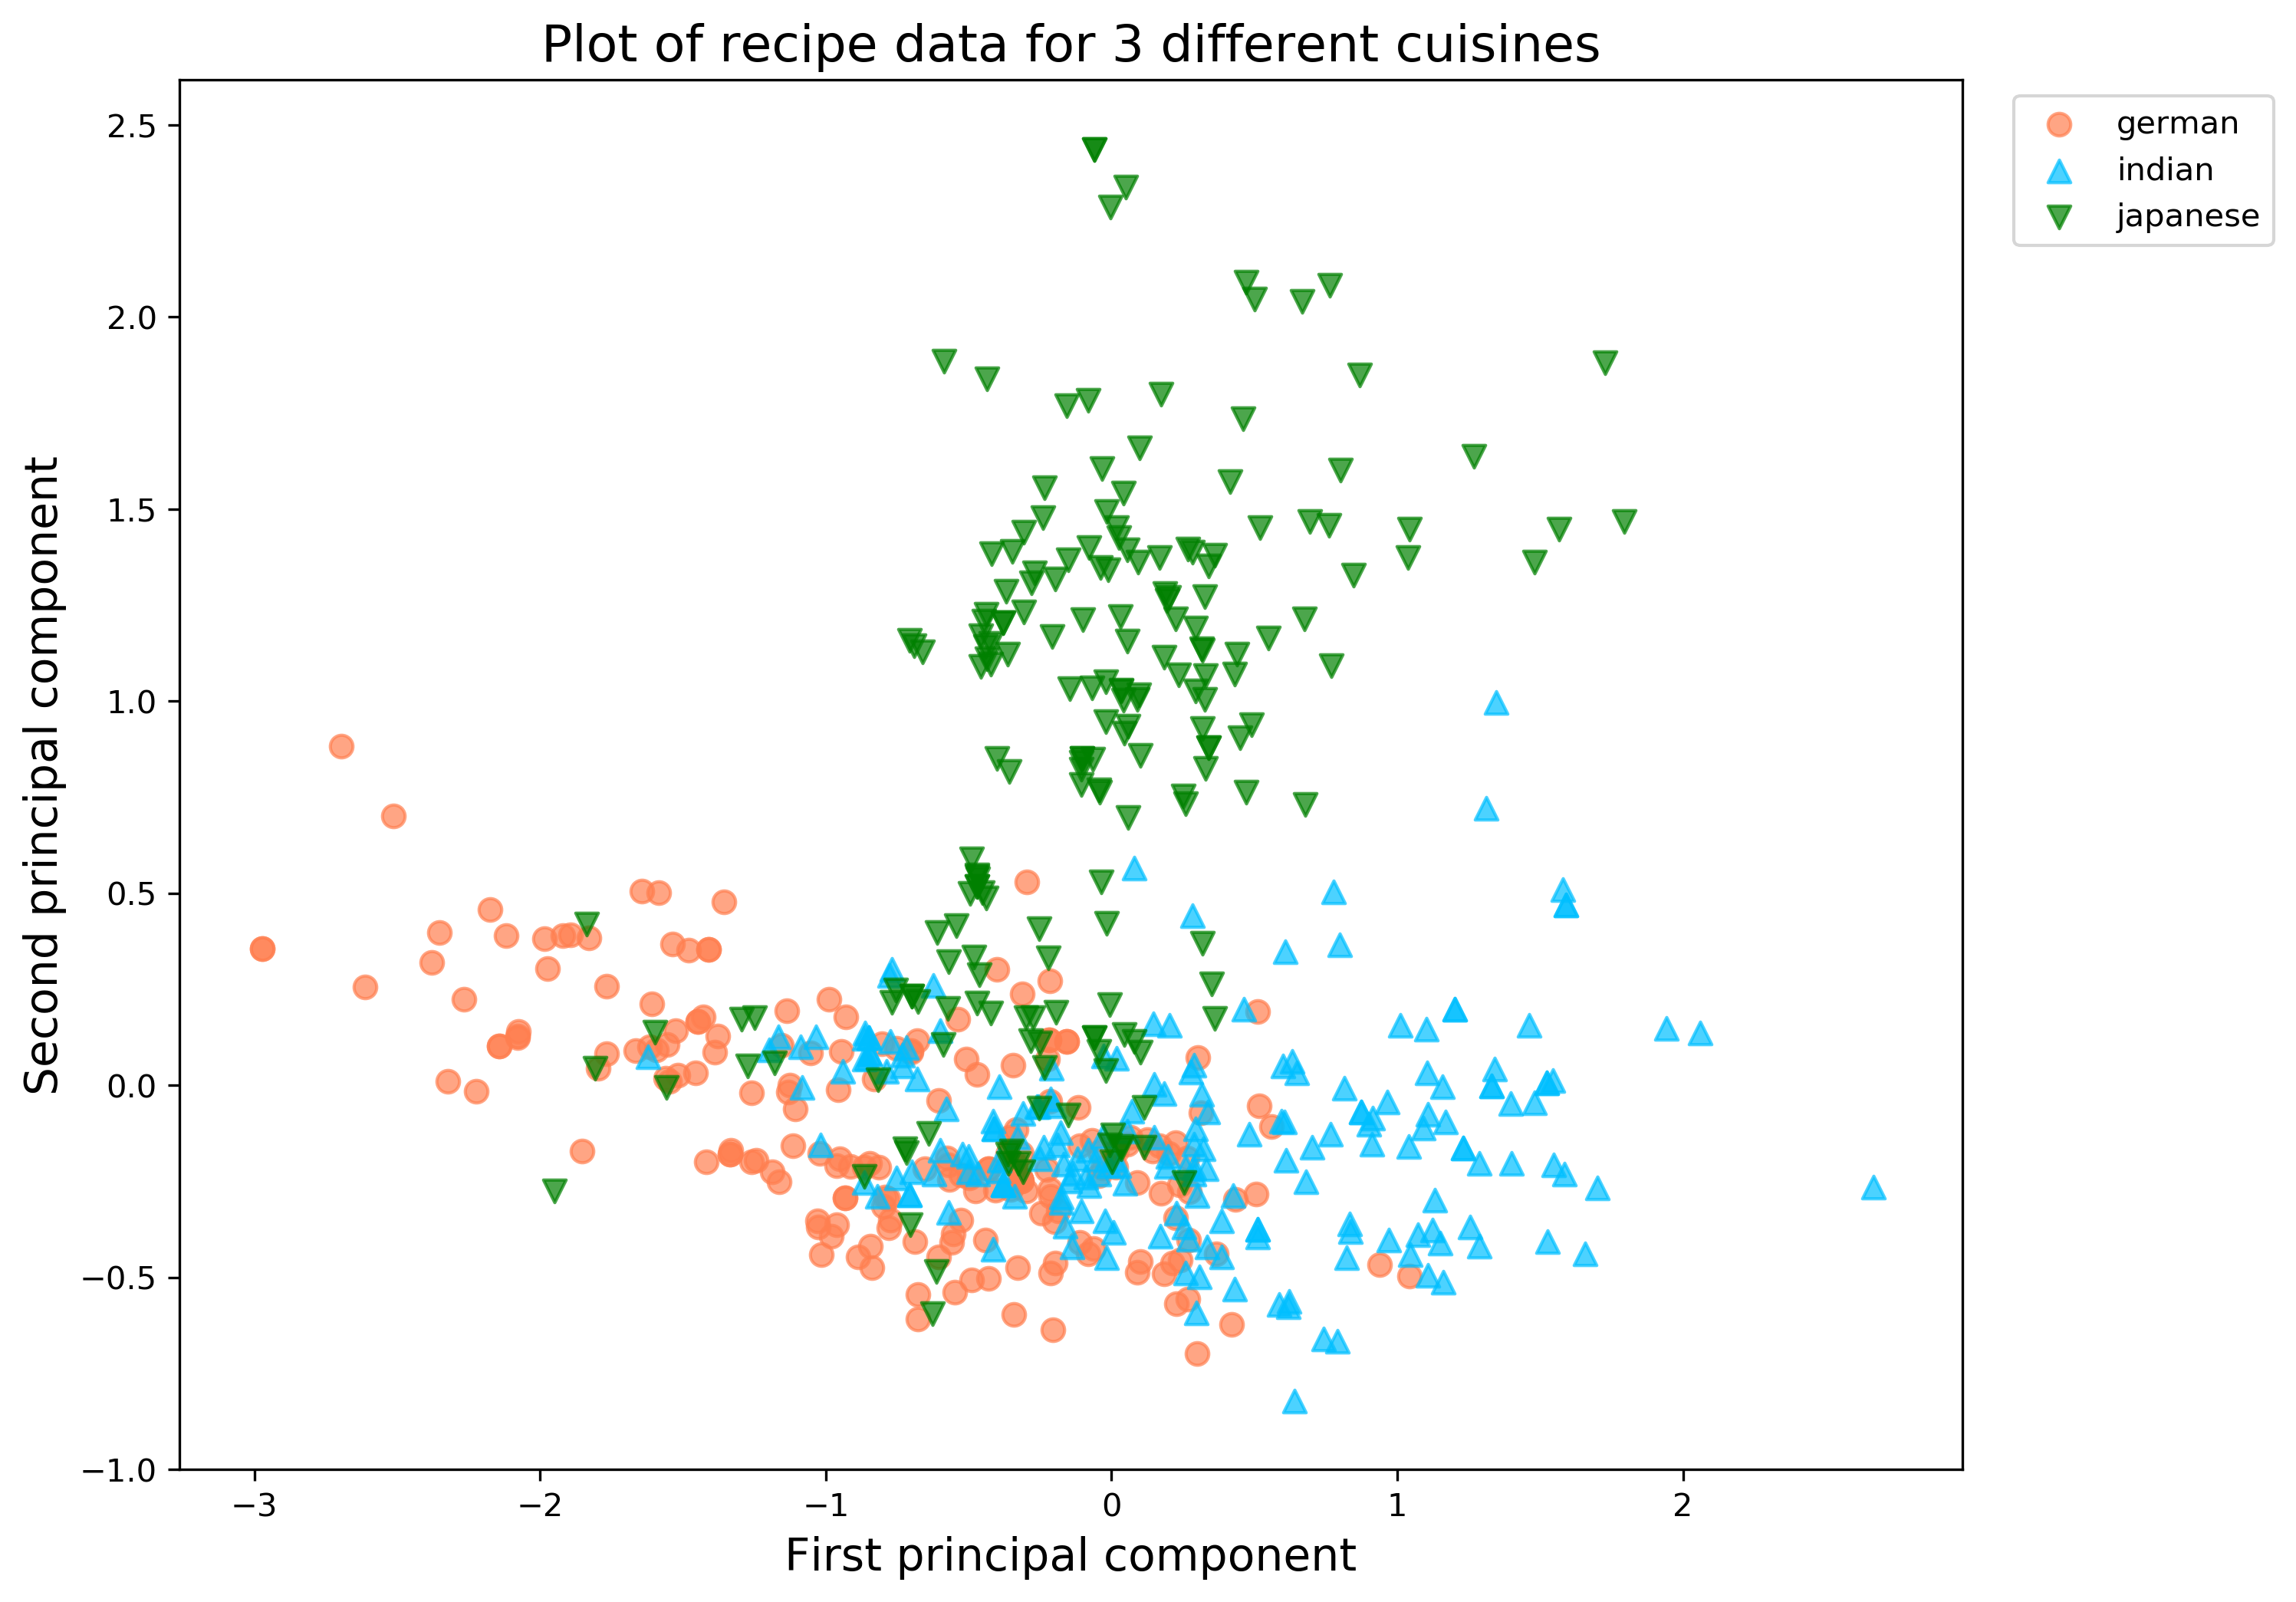 Plot of recipe data for 3 different cuisines
german
indian
japanese
Second principal component
2.5
2.0
1.5
1.0
0.5
0.0
−0.5
−1.0
−3
−2
−1
0
1
2
First principal component